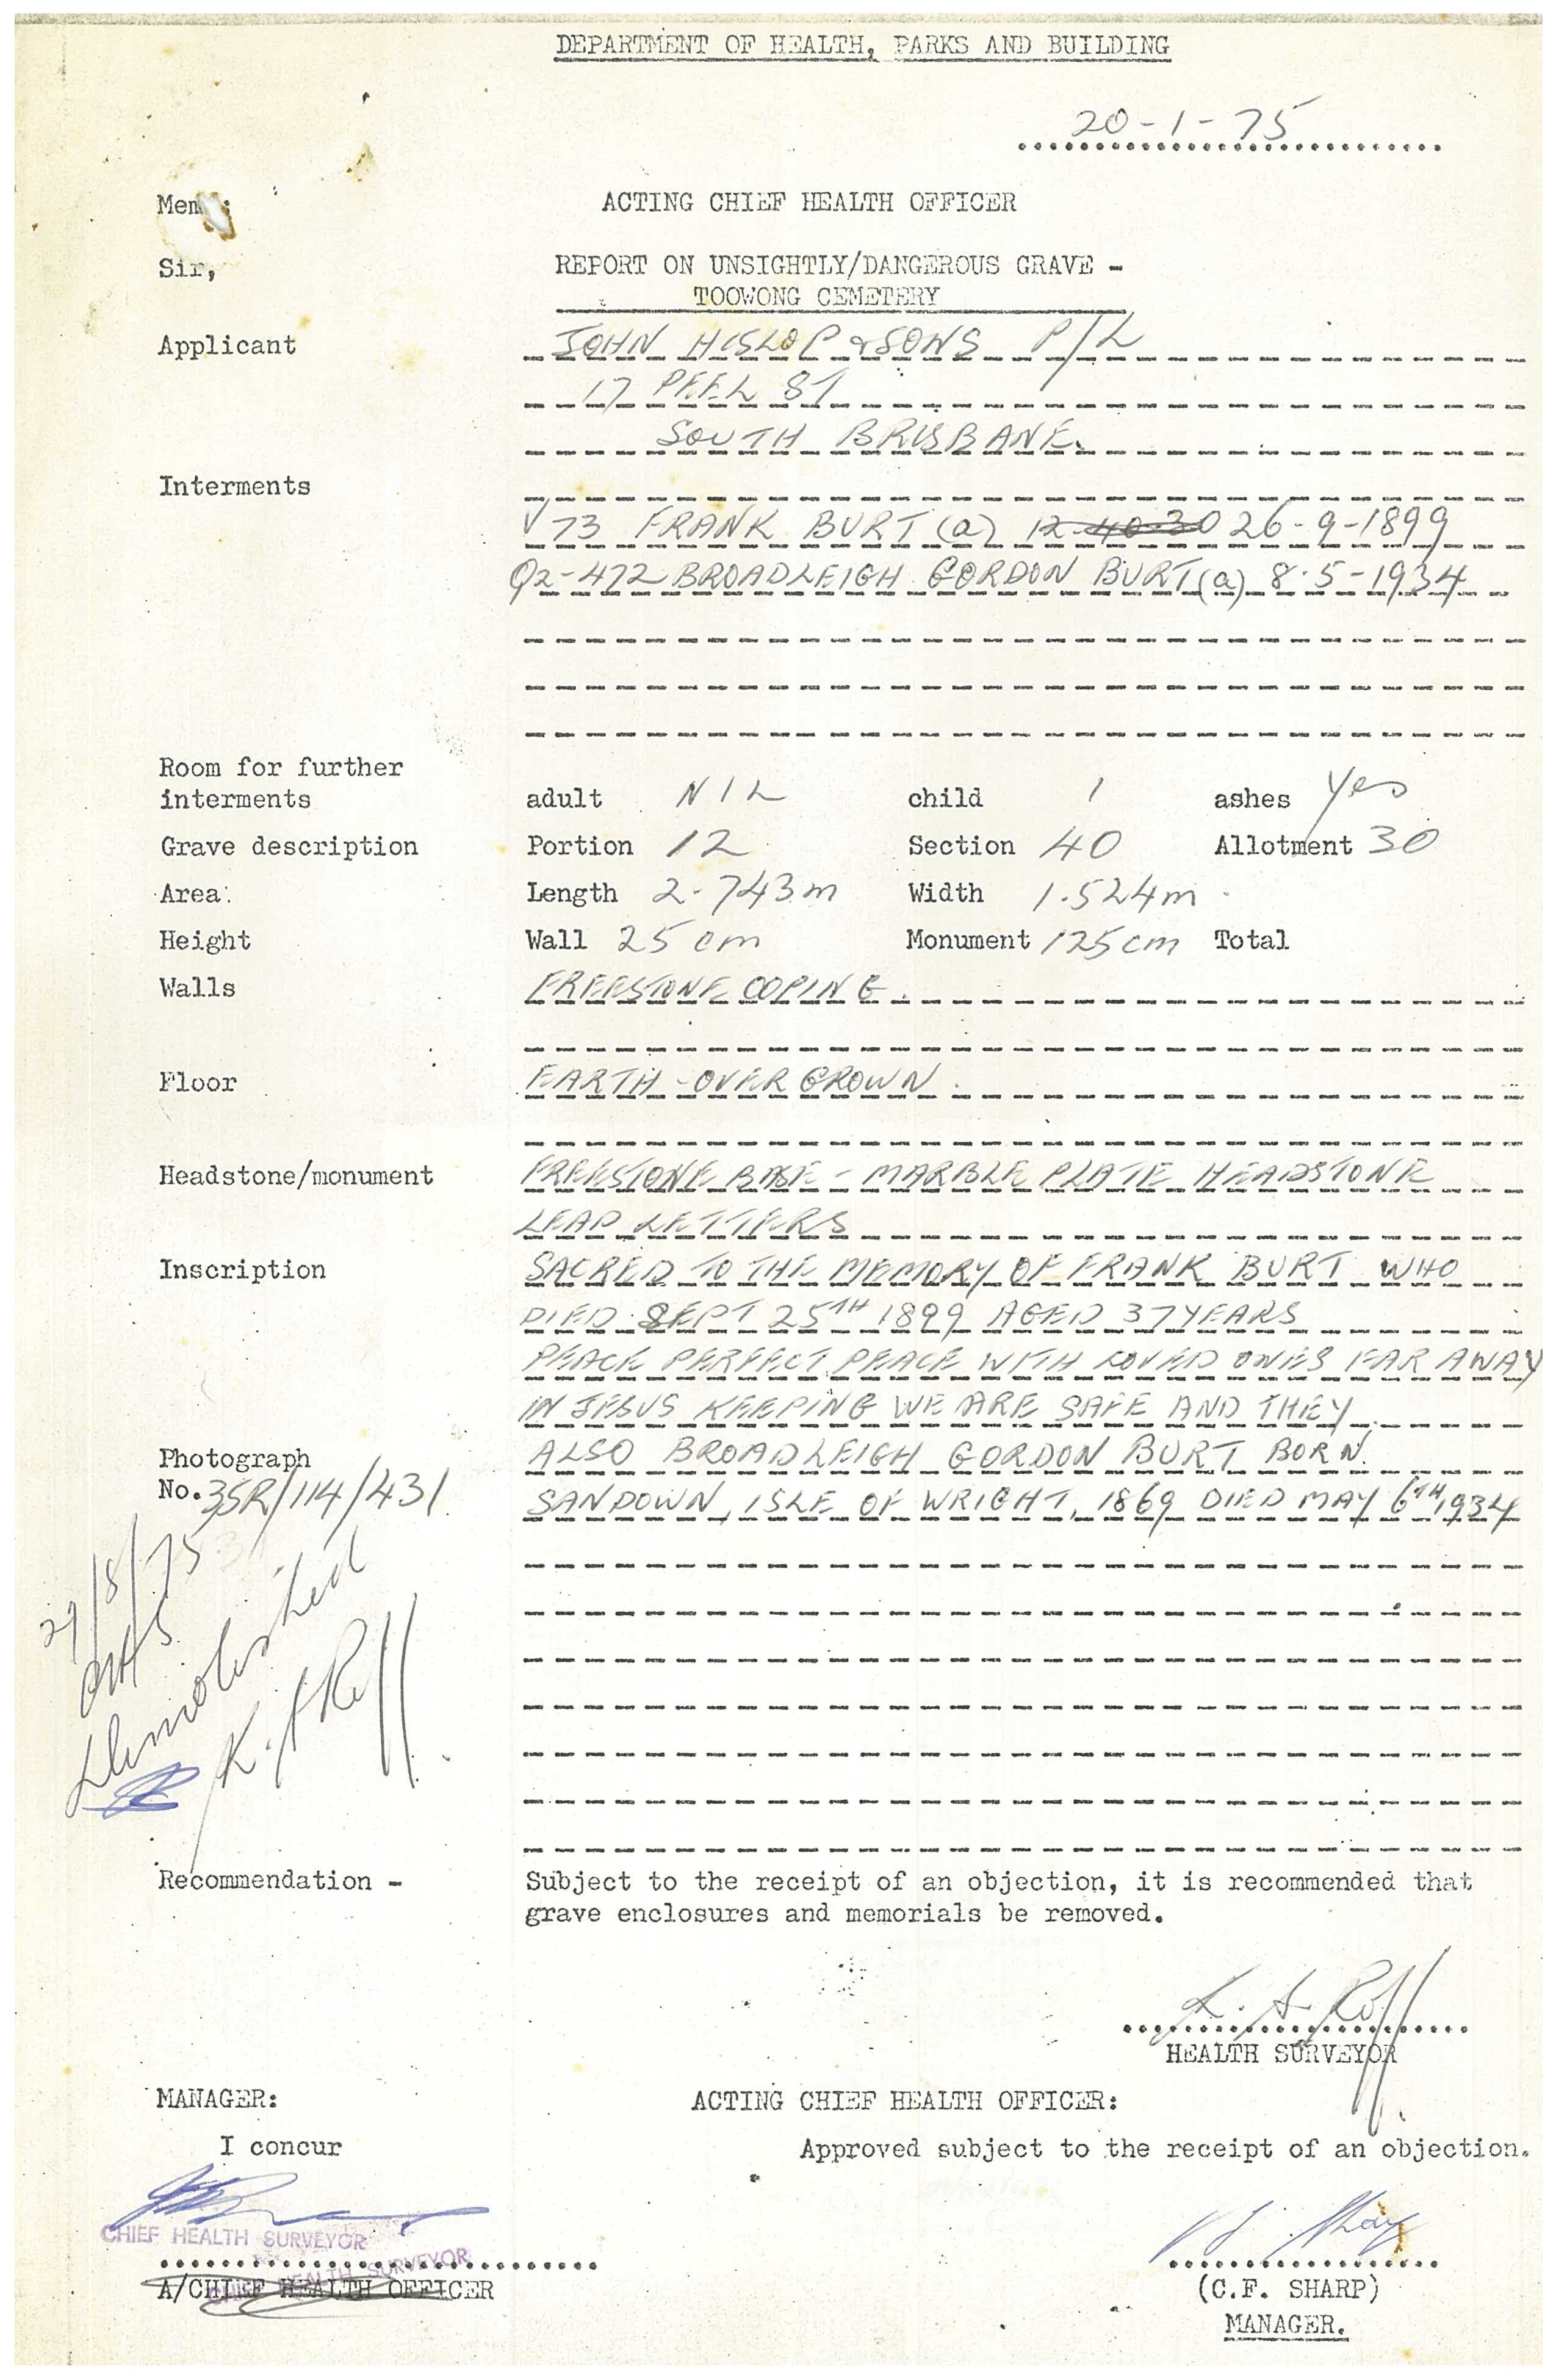 DEPARTMENT OF HEALTH, PARKS AND BUILDING
20-1-75
ACTING CHIEF HEALTH OFFICER
Sir,
REPORT ON UNSIGHTLY/DANGEROUS GRAVE -
TOOWONG CEMETERY
Applicant JOHN HISLOP & SONS P/L
17 PEEL ST
SOUTH BRISBANE.
Interments
V73 FRANK BURT (a) 12-40-30 26-9-1899
Q2-472 BROADLEIGH GORDON BURT (a) 8·5-1934
Room for further
interments adult NIL child 1 ashes Yes
Grave description Portion 12 Section 40 Allotment 30
Area: Length 2·743m Width 1.524m
Height Wall 25cm Monument 125cm Total
Walls FREESTONE COPING.
Floor EARTH - OVERGROWN.
Headstone/monument FREESTONE BASE - MARBLE PLATE HEADSTONE
LEAD LETTERS
Inscription SACRED TO THE MEMORY OF FRANK BURT WHO
DIED SEPT 25TH 1899 AGED 37 YEARS
PEACE PERFECT PEACE WITH LOVED ONES FAR AWAY
IN JESUS KEEPING WE ARE SAFE AND THEY
Photograph ALSO BROADLEIGH GORDON BURT BORN
No. 35R/114/431 SANDOWN, ISLE OF WRIGHT, 1869 DIED MAY 6TH 1934
29/8/75
Demolished
K. A Roff
Recommendation - Subject to the receipt of an objection, it is recommended that
grave enclosures and memorials be removed.
K. A. Roff
HEALTH SURVEYOR
MANAGER: ACTING CHIEF HEALTH OFFICER:
I concur Approved subject to the receipt of an objection.
CHIEF HEALTH SURVEYOR
A/CHIEF HEALTH OFFICER
(C.F. SHARP)
MANAGER.